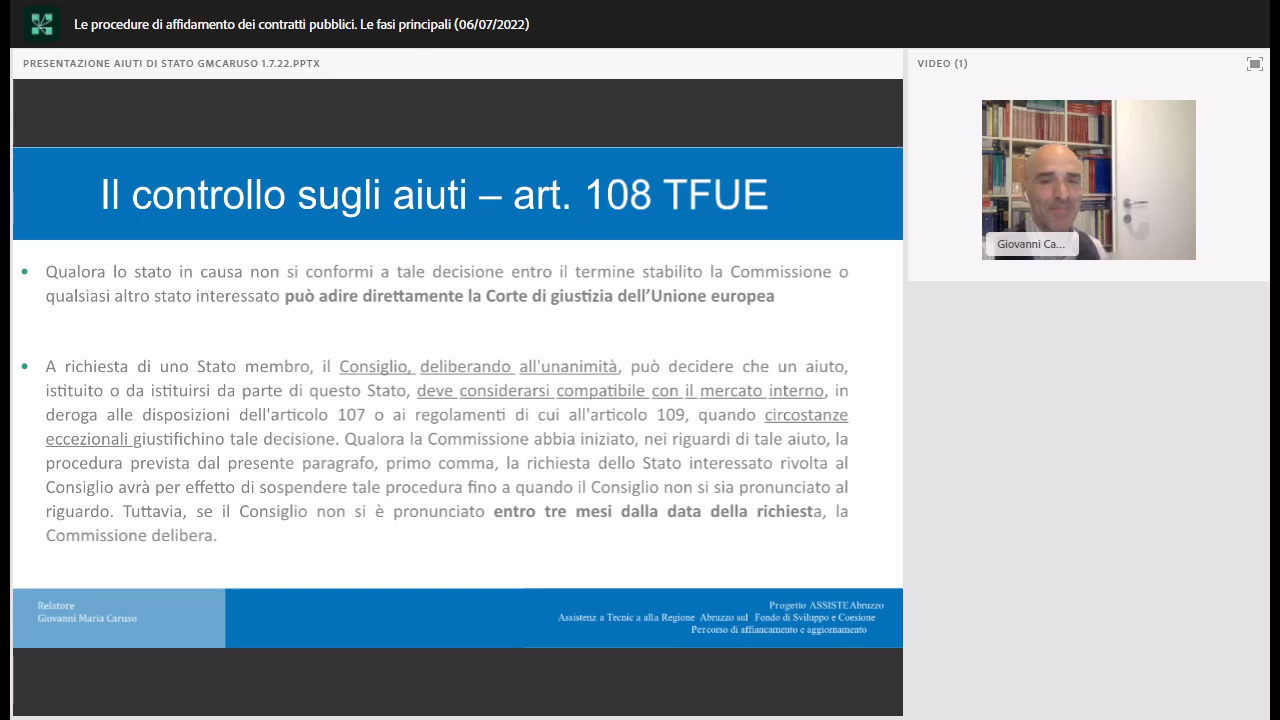 Le procedure di affidamento dei contratti pubblici. Le fasi principali (06/07/2022)
PRESENTAZIONE AIUTI DI STATO GMCARUSO 1.7.22.PPTX
VIDEO (1)
Il controllo sugli aiuti – art. 108 TFUE
• Qualora lo stato in causa non si conformi a tale decisione entro il termine stabilito la Commissione o
qualsiasi altro stato interessato può adire direttamente la Corte di giustizia dell'Unione europea
• A richiesta di uno Stato membro, il Consiglio, deliberando all'unanimità, può decidere che un aiuto,
istituito o da istituirsi da parte di questo Stato, deve considerarsi compatibile con il mercato interno, in
deroga alle disposizioni dell'articolo 107 o ai regolamenti di cui all'articolo 109, quando circostanze
eccezionali giustifichino tale decisione. Qualora la Commissione abbia iniziato, nei riguardi di tale aiuto, la
procedura prevista dal presente paragrafo, primo comma, la richiesta dello Stato interessato rivolta al
Consiglio avrà per effetto di sospendere tale procedura fino a quando il Consiglio non si sia pronunciato al
riguardo. Tuttavia, se il Consiglio non si è pronunciato entro tre mesi dalla data della richiesta, la
Commissione delibera.
Giovanni Ca...
Relatore
Giovanni Maria Caruso
Progetto ASSISTE Abruzzo
Assistenz a Tecnic a alla Regione Abruzzo sul Fondo di Sviluppo e Coesione
Percorso di affiancamento e aggiornamento